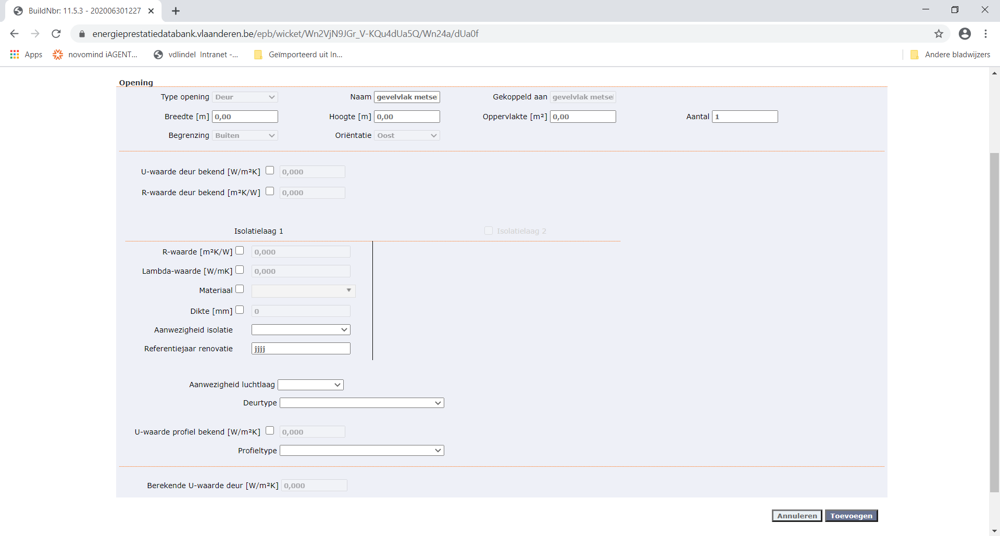 BuildNbr: 11.5.3 - 202006301227
energieprestatiedatabank.vlaanderen.be/epb/wicket/Wn2VjN9JGr_V-KQu4dUa5Q/Wn24a/dUa0f
Apps novomind iAGENT... vdlindel Intranet -... Geïmporteerd uit In... Andere bladwijzers
Opening
Type opening Deur Naam gevelvlak metse Gekoppeld aan gevelvlak metsel
Breedte [m] 0,00 Hoogte [m] 0,00 Oppervlakte [m²] 0,00 Aantal 1
Begrenzing Buiten Oriëntatie Oost
U-waarde deur bekend [W/m²K] 0,000
R-waarde deur bekend [m²K/W] 0,000
Isolatielaag 1 Isolatielaag 2
R-waarde [m²K/W] 0,000
Lambda-waarde [W/mK] 0,000
Materiaal
Dikte [mm] 0
Aanwezigheid isolatie
Referentiejaar renovatie jjjj
Aanwezigheid luchtlaag
Deurtype
U-waarde profiel bekend [W/m²K] 0,000
Profieltype
Berekende U-waarde deur [W/m²K] 0,000
Annuleren Toevoegen